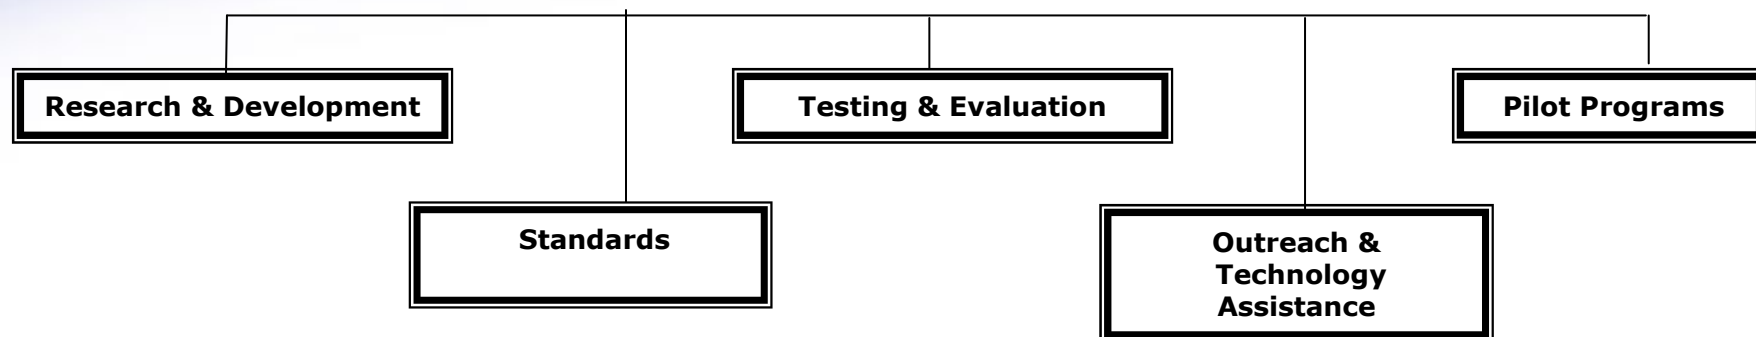 Research & Development
Testing & Evaluation
Pilot Programs
Standards
Outreach &
Technology
Assistance